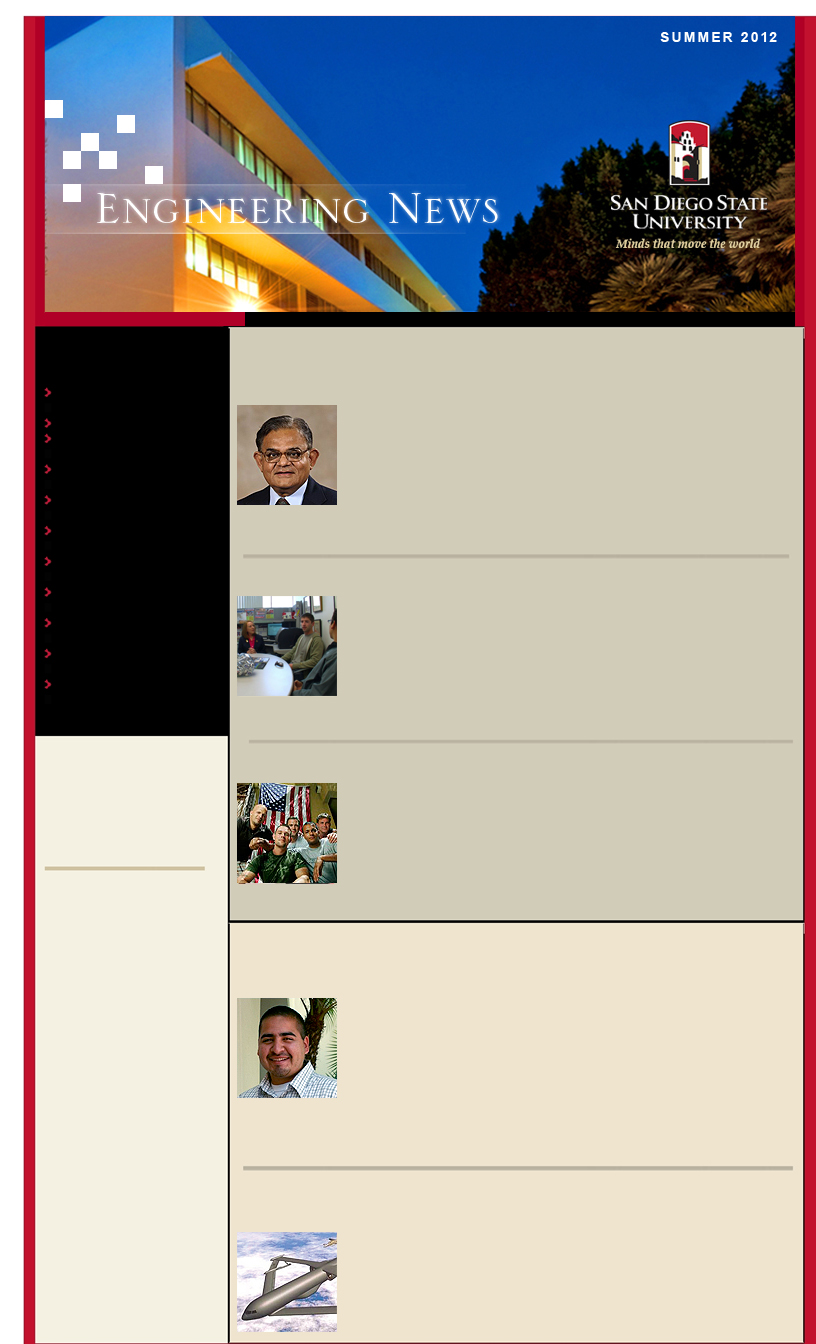 SUMMER 2012
ENGINEERING NEWS
SAN DIEGO STATE
UNIVERSITY
Minds that move the world